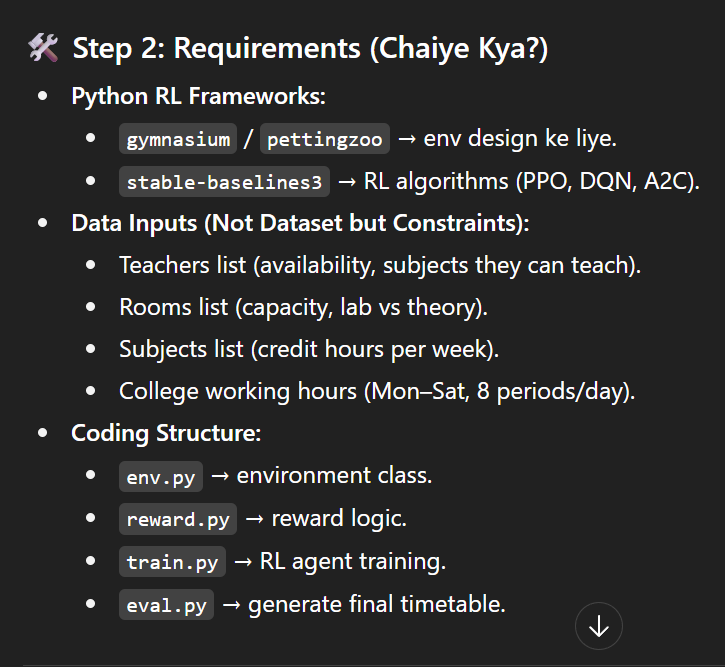 🛠 Step 2: Requirements (Chaiye Kya?)
• Python RL Frameworks:
• gymnasium / pettingzoo → env design ke liye.
• stable-baselines3 → RL algorithms (PPO, DQN, A2C).
• Data Inputs (Not Dataset but Constraints):
• Teachers list (availability, subjects they can teach).
• Rooms list (capacity, lab vs theory).
• Subjects list (credit hours per week).
• College working hours (Mon–Sat, 8 periods/day).
• Coding Structure:
• env.py → environment class.
• reward.py → reward logic.
• train.py → RL agent training.
• eval.py → generate final timetable.